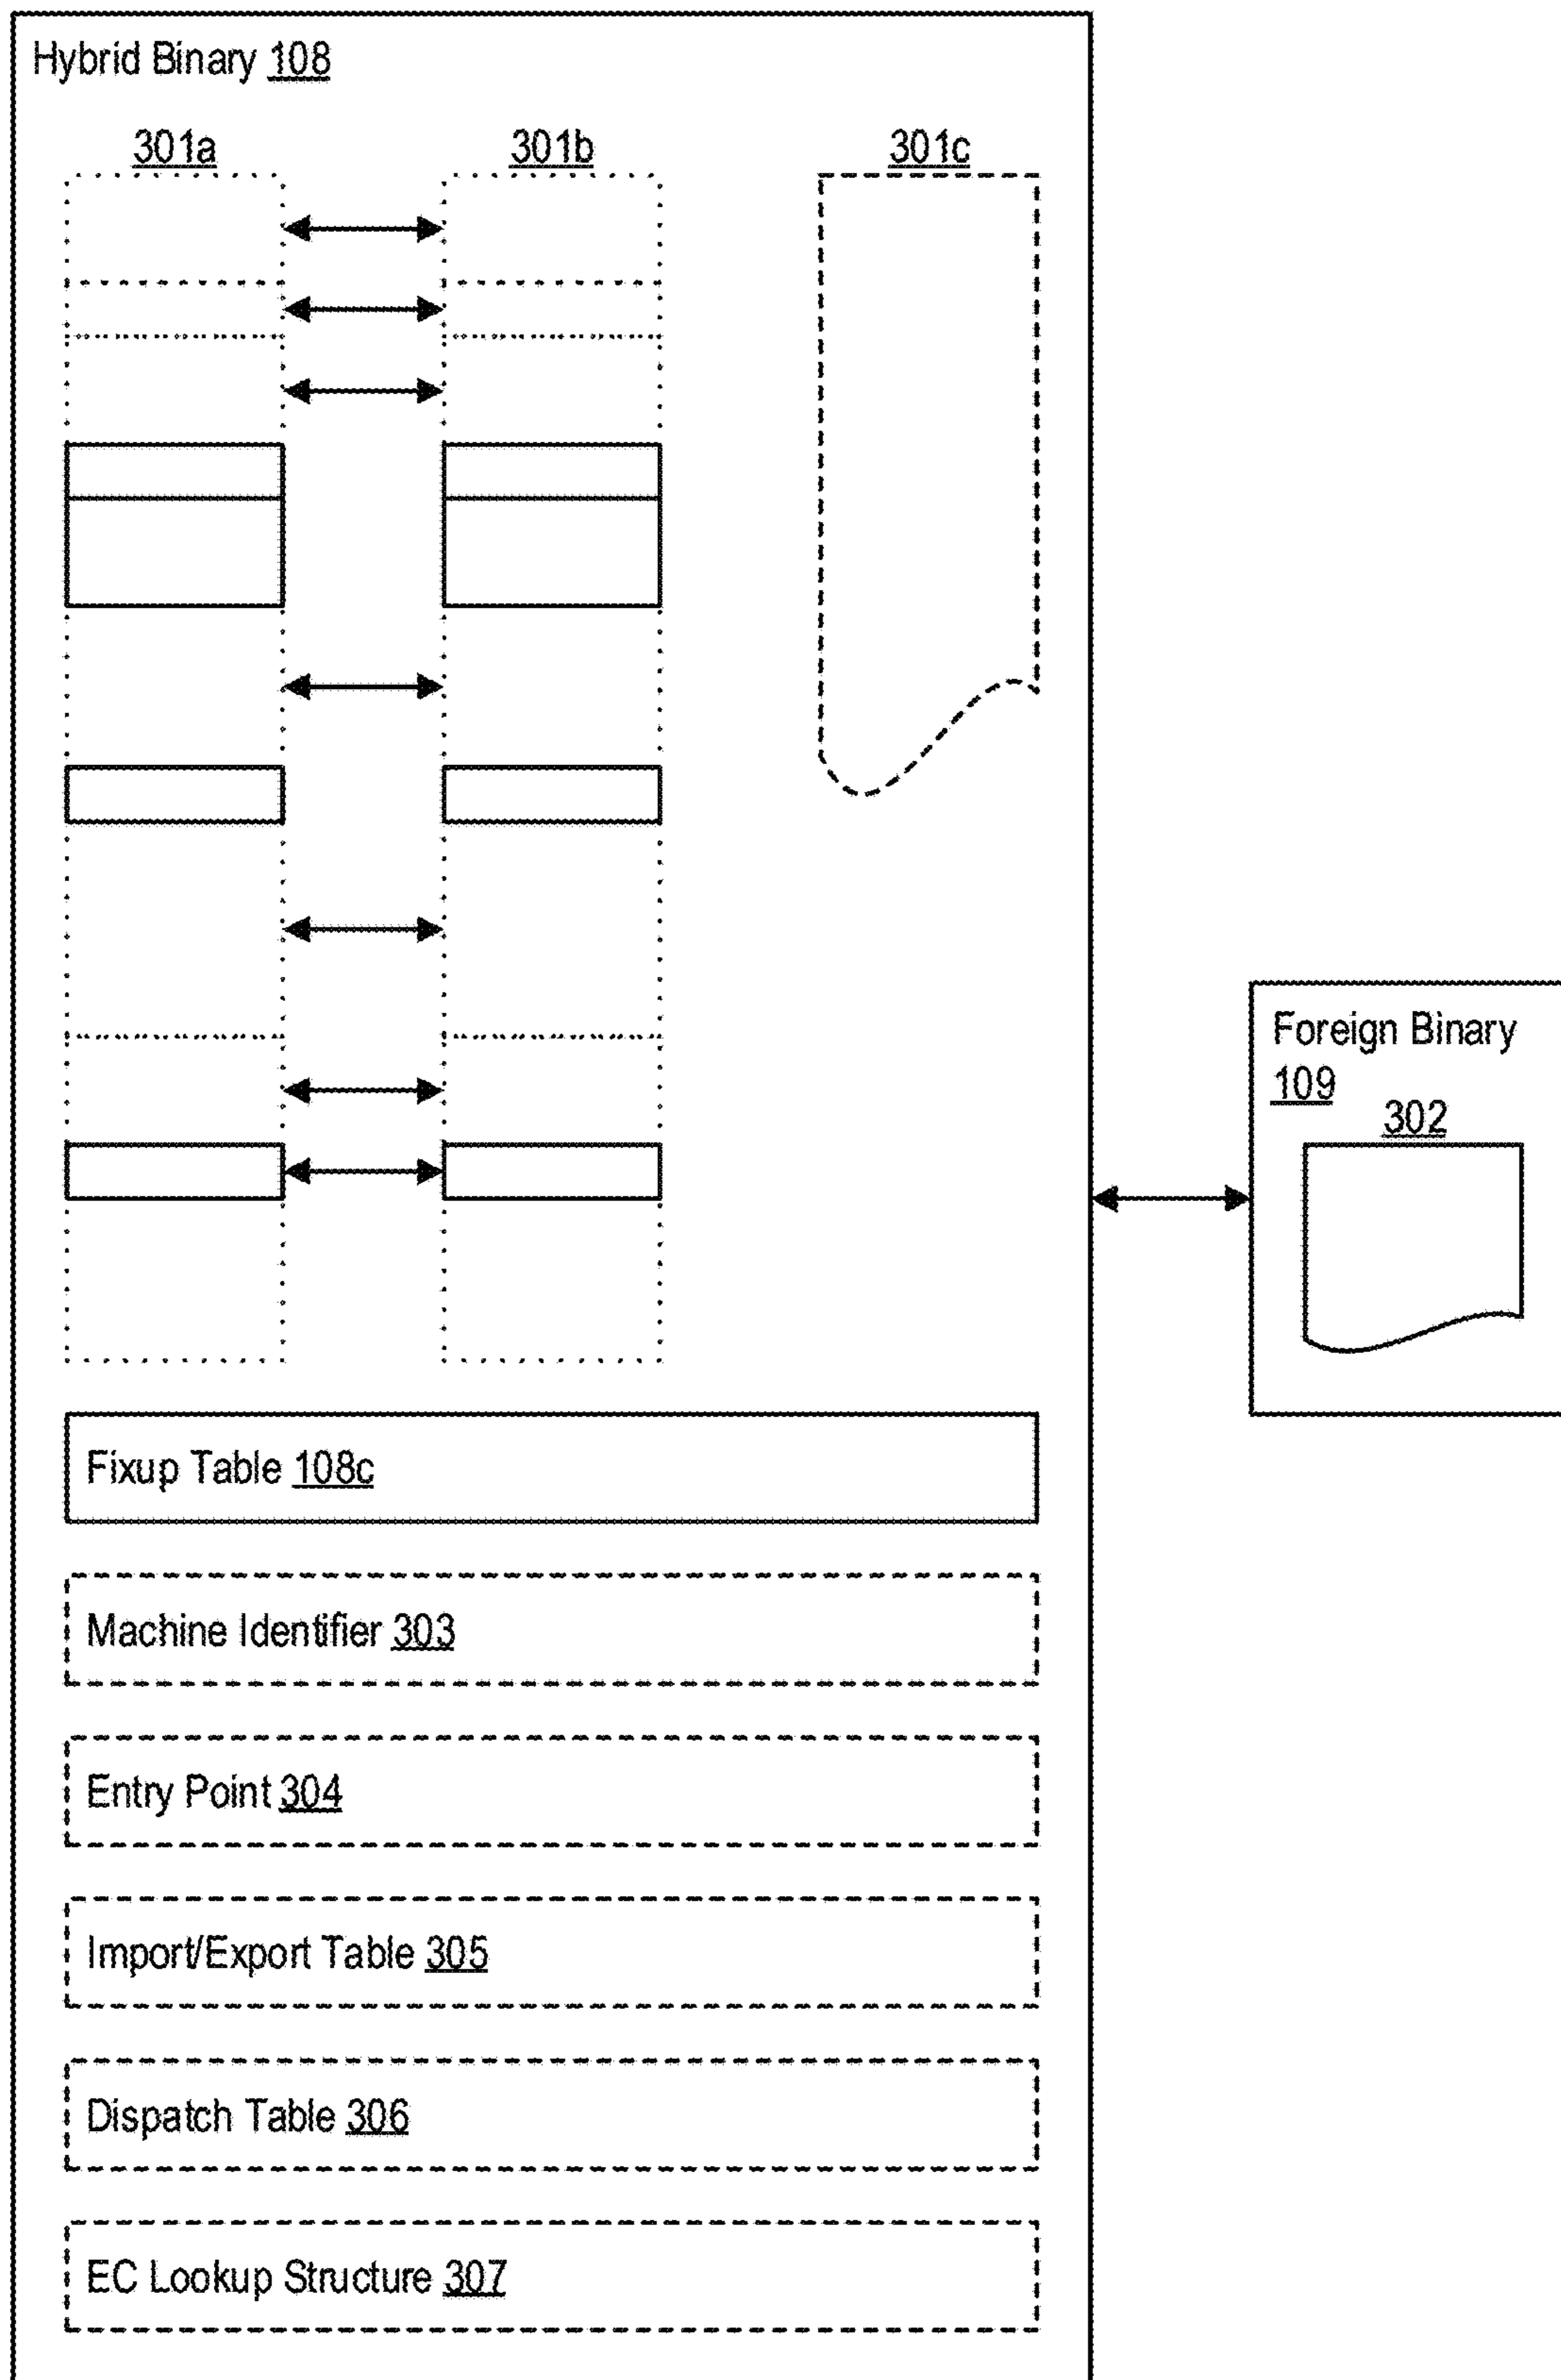 Hybrid Binary 108
301a
301b
301c
Foreign Binary
109
302
Fixup Table 108c
Machine Identifier 303
Entry Point 304
Import/Export Table 305
Dispatch Table 306
EC Lookup Structure 307